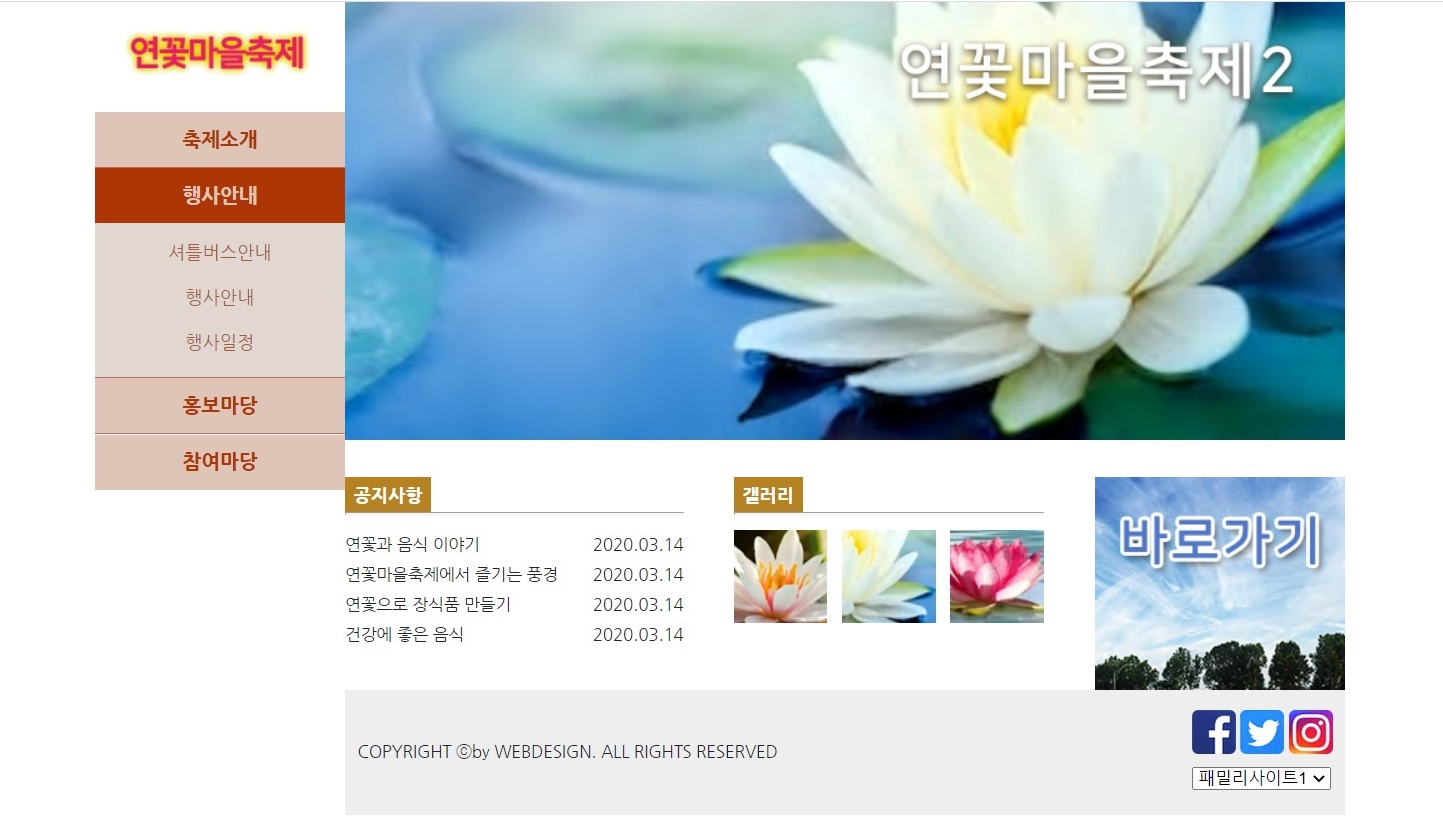 연꽃마을축제
축제소개
행사안내
셔틀버스안내
행사안내
행사일정
홍보마당
참여마당
연꽃마을축제2
공지사항
연꽃과 음식 이야기 2020.03.14
연꽃마을축제에서 즐기는 풍경 2020.03.14
연꽃으로 장식품 만들기 2020.03.14
건강에 좋은 음식 2020.03.14
갤러리
바로가기
COPYRIGHT ⓒby WEBDESIGN. ALL RIGHTS RESERVED
패밀리사이트1